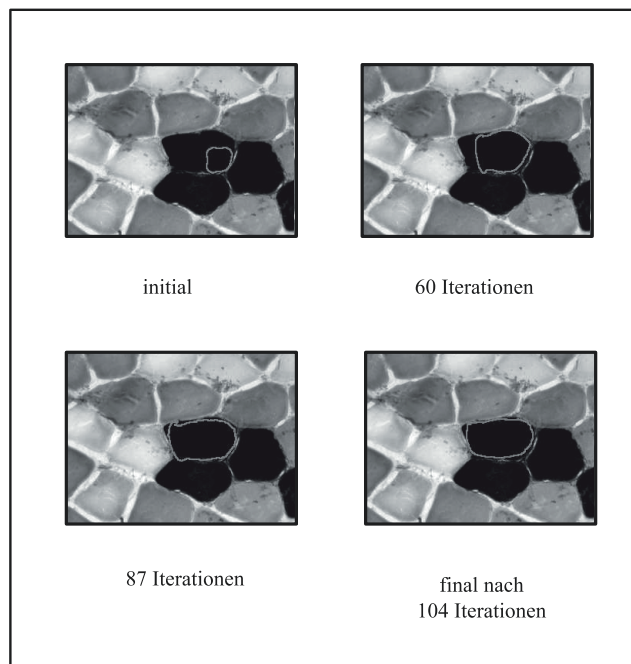 initial
60 Iterationen
87 Iterationen
final nach
104 Iterationen